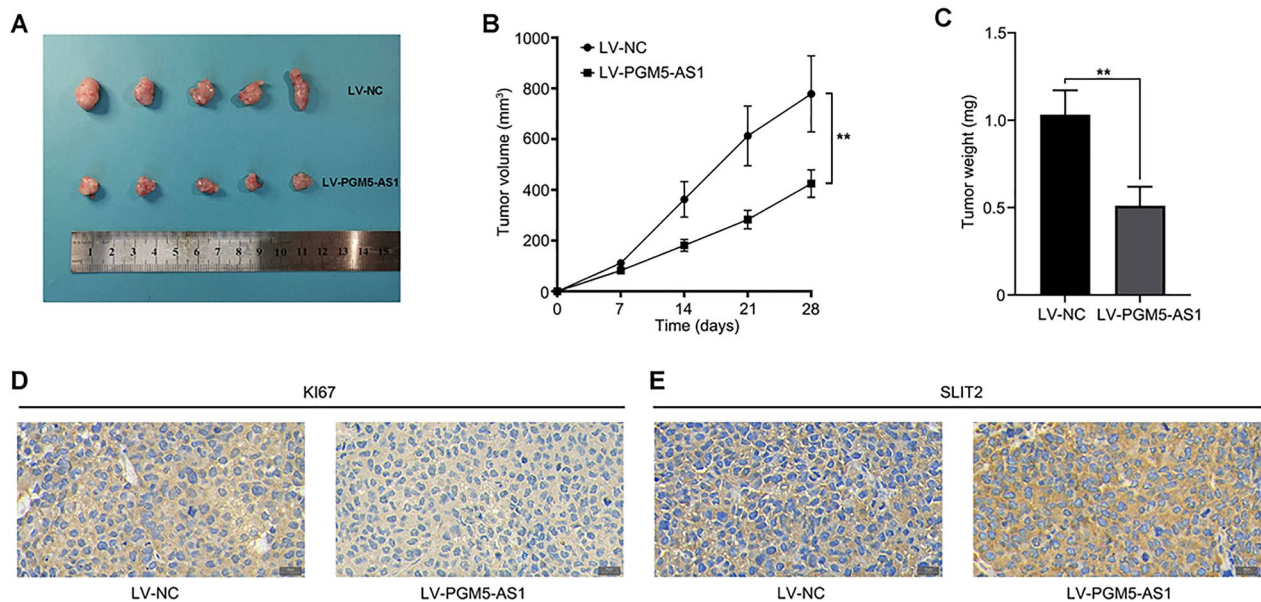 A
LV-NC
LV-PGM5-AS1
1 2 3 4 5 6 7 8 9 10 11 12 13 14 15
B
LV-NC
LV-PGM5-AS1
Tumor volume (mm³)
1000
800
600
400
200
0
**
0 7 14 21 28
Time (days)
C
Tumor weight (mg)
1.5
1.0
0.5
0
**
LV-NC LV-PGM5-AS1
D
KI67
LV-NC LV-PGM5-AS1
E
SLIT2
LV-NC LV-PGM5-AS1